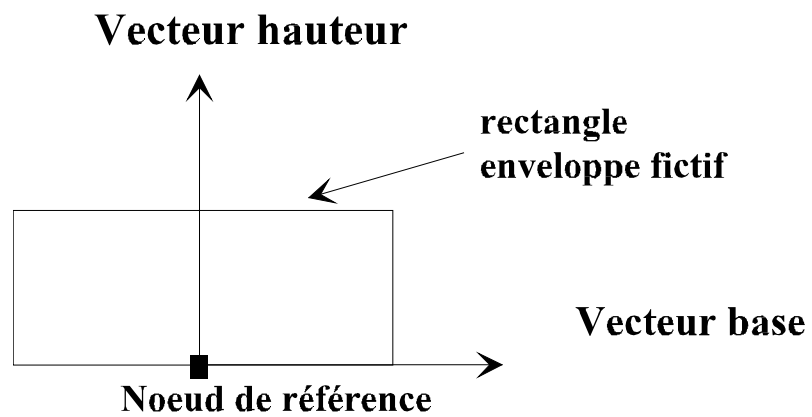 Vecteur hauteur
rectangle
enveloppe fictif
Vecteur base
Noeud de référence